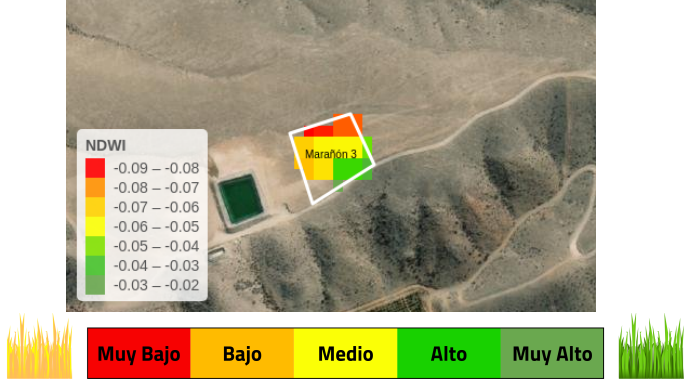 Marañón 3
NDWI
-0.09 – -0.08
-0.08 – -0.07
-0.07 – -0.06
-0.06 – -0.05
-0.05 – -0.04
-0.04 – -0.03
-0.03 – -0.02
Muy Bajo Bajo Medio Alto Muy Alto